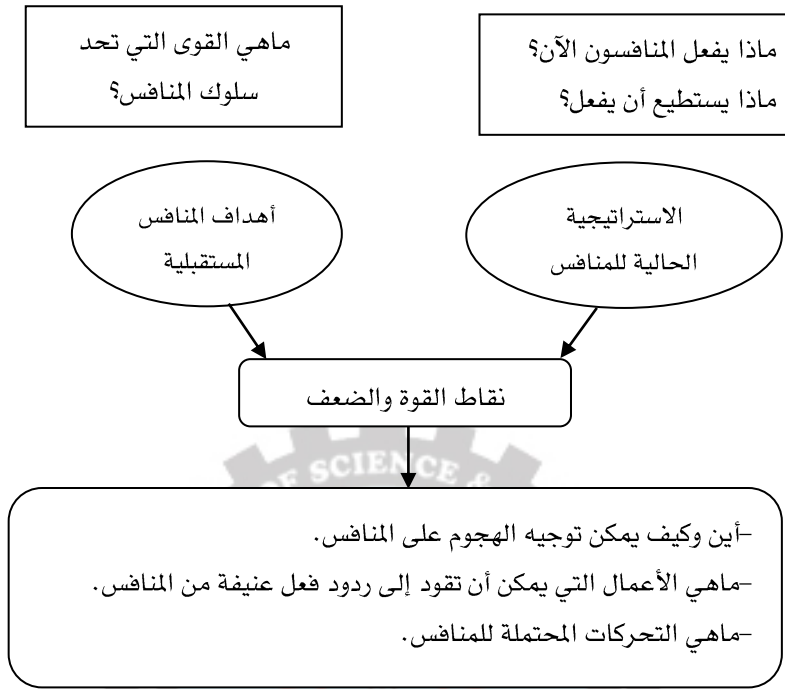 ماذا يفعل المنافسون الآن؟
ماذا يستطيع أن يفعل؟
ماهي القوى التي تحد
سلوك المنافس؟
الاستراتيجية
الحالية للمنافس
أهداف المنافس
المستقبلية
نقاط القوة والضعف
OF SCIENCE &
-أين وكيف يمكن توجيه الهجوم على المنافس.
-ماهي الأعمال التي يمكن أن تقود إلى ردود فعل عنيفة من المنافس.
-ماهي التحركات المحتملة للمنافس.